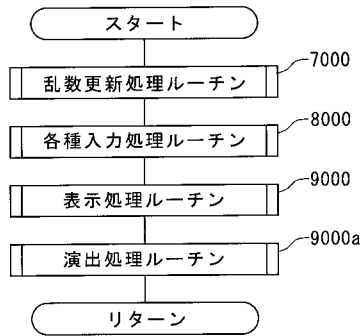 スタート
7000
乱数更新処理ルーチン
8000
各種入力処理ルーチン
9000
表示処理ルーチン
9000a
演出処理ルーチン
リターン